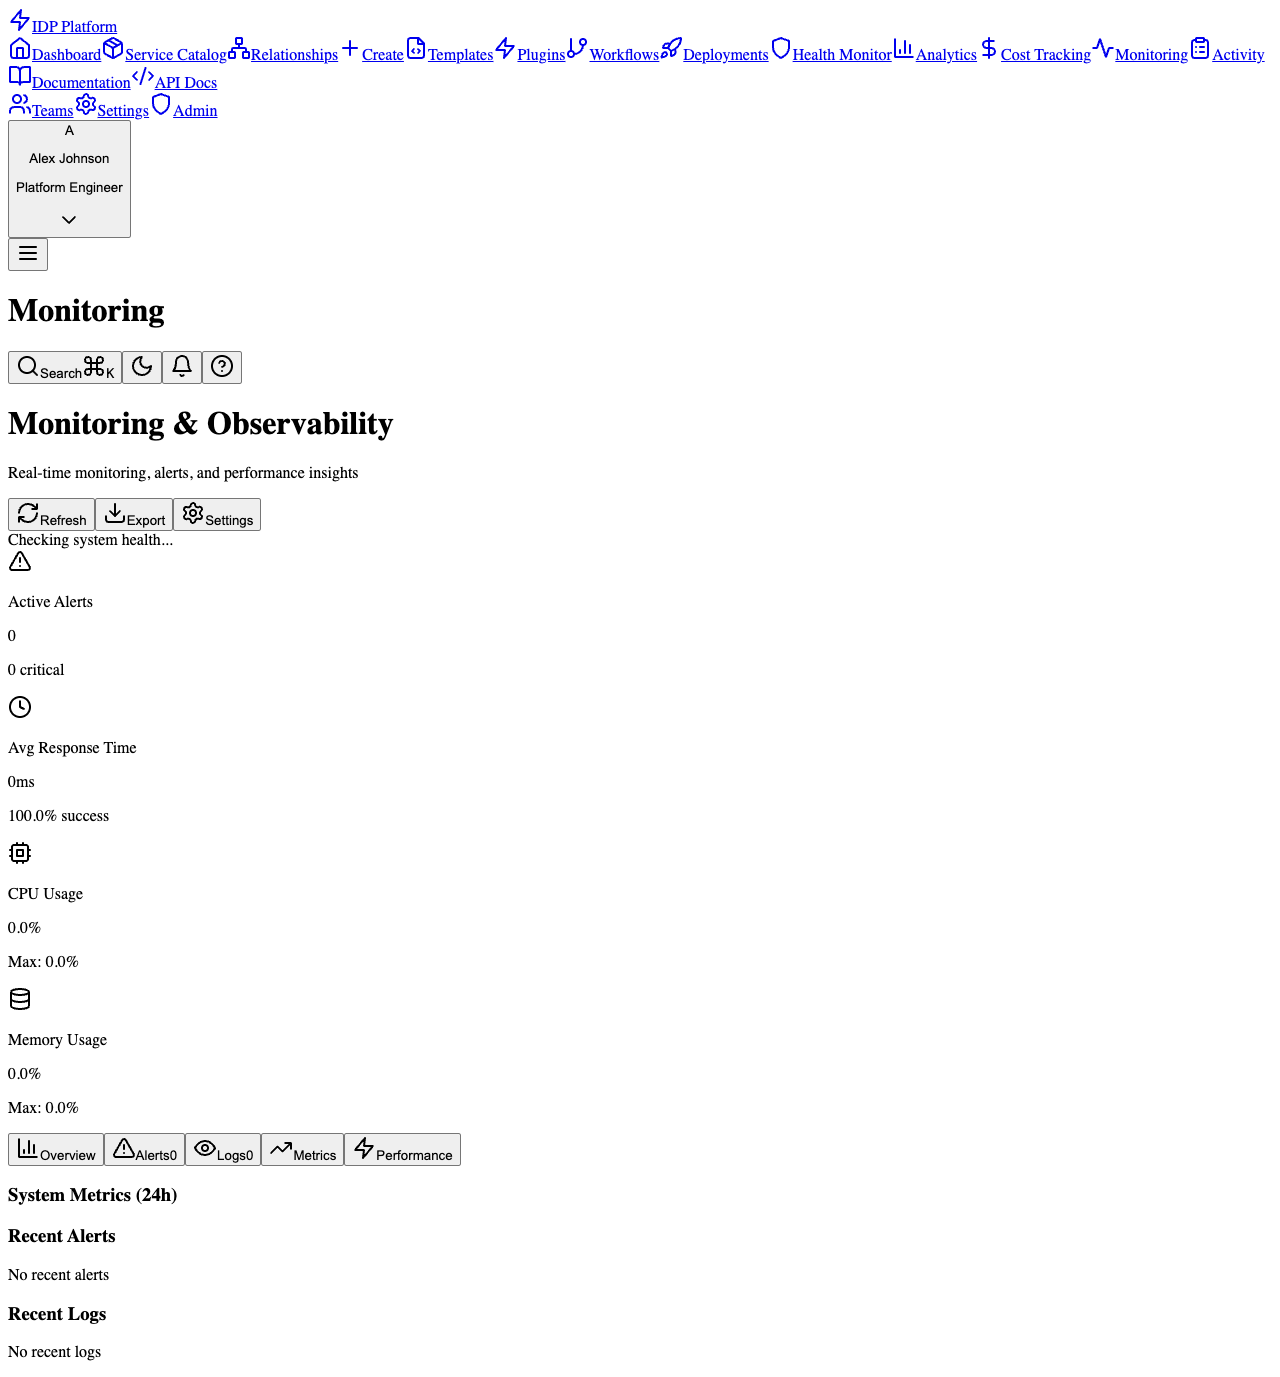 IDP Platform
Dashboard Service Catalog Relationships Create Templates Plugins Workflows Deployments Health Monitor Analytics Cost Tracking Monitoring Activity
Documentation API Docs
Teams Settings Admin
A
Alex Johnson
Platform Engineer
Monitoring
Search K
Monitoring & Observability
Real-time monitoring, alerts, and performance insights
Refresh Export Settings
Checking system health...
Active Alerts
0
0 critical
Avg Response Time
0ms
100.0% success
CPU Usage
0.0%
Max: 0.0%
Memory Usage
0.0%
Max: 0.0%
Overview Alerts0 Logs0 Metrics Performance
System Metrics (24h)
Recent Alerts
No recent alerts
Recent Logs
No recent logs